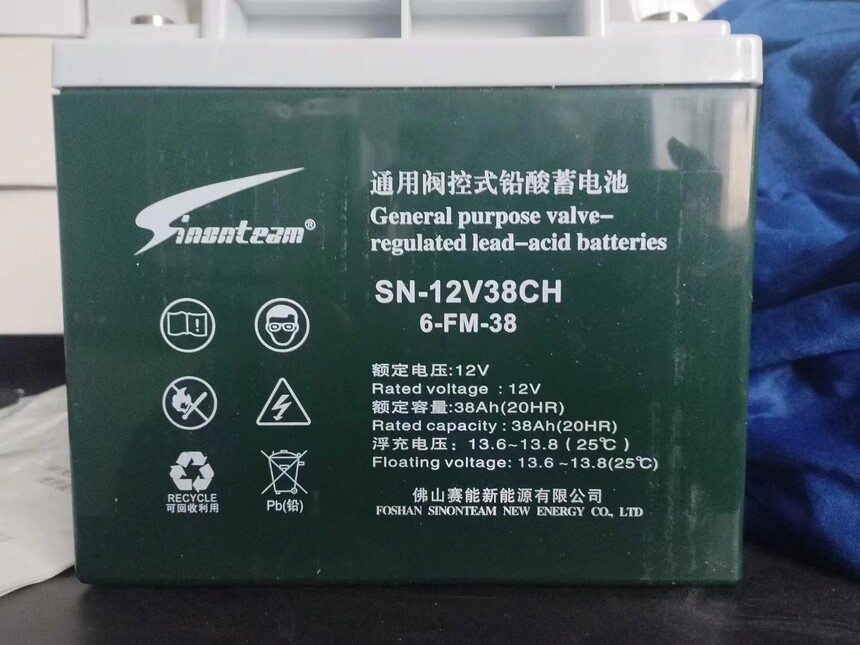 Sinonteam®
通用阀控式铅酸蓄电池
General purpose valve-
regulated lead-acid batteries
SN-12V38CH
6-FM-38
额定电压:12V
Rated voltage : 12V
额定容量:38Ah(20HR)
Rated capacity : 38Ah(20HR)
浮充电压: 13.6~13.8(25℃)
Floating voltage: 13.6 ~13.8(25℃)
RECYCLE
可回收利用
Pb(铅)
佛山赛能新能源有限公司
FOSHAN SINONTEAM NEW ENERGY CO., LTD